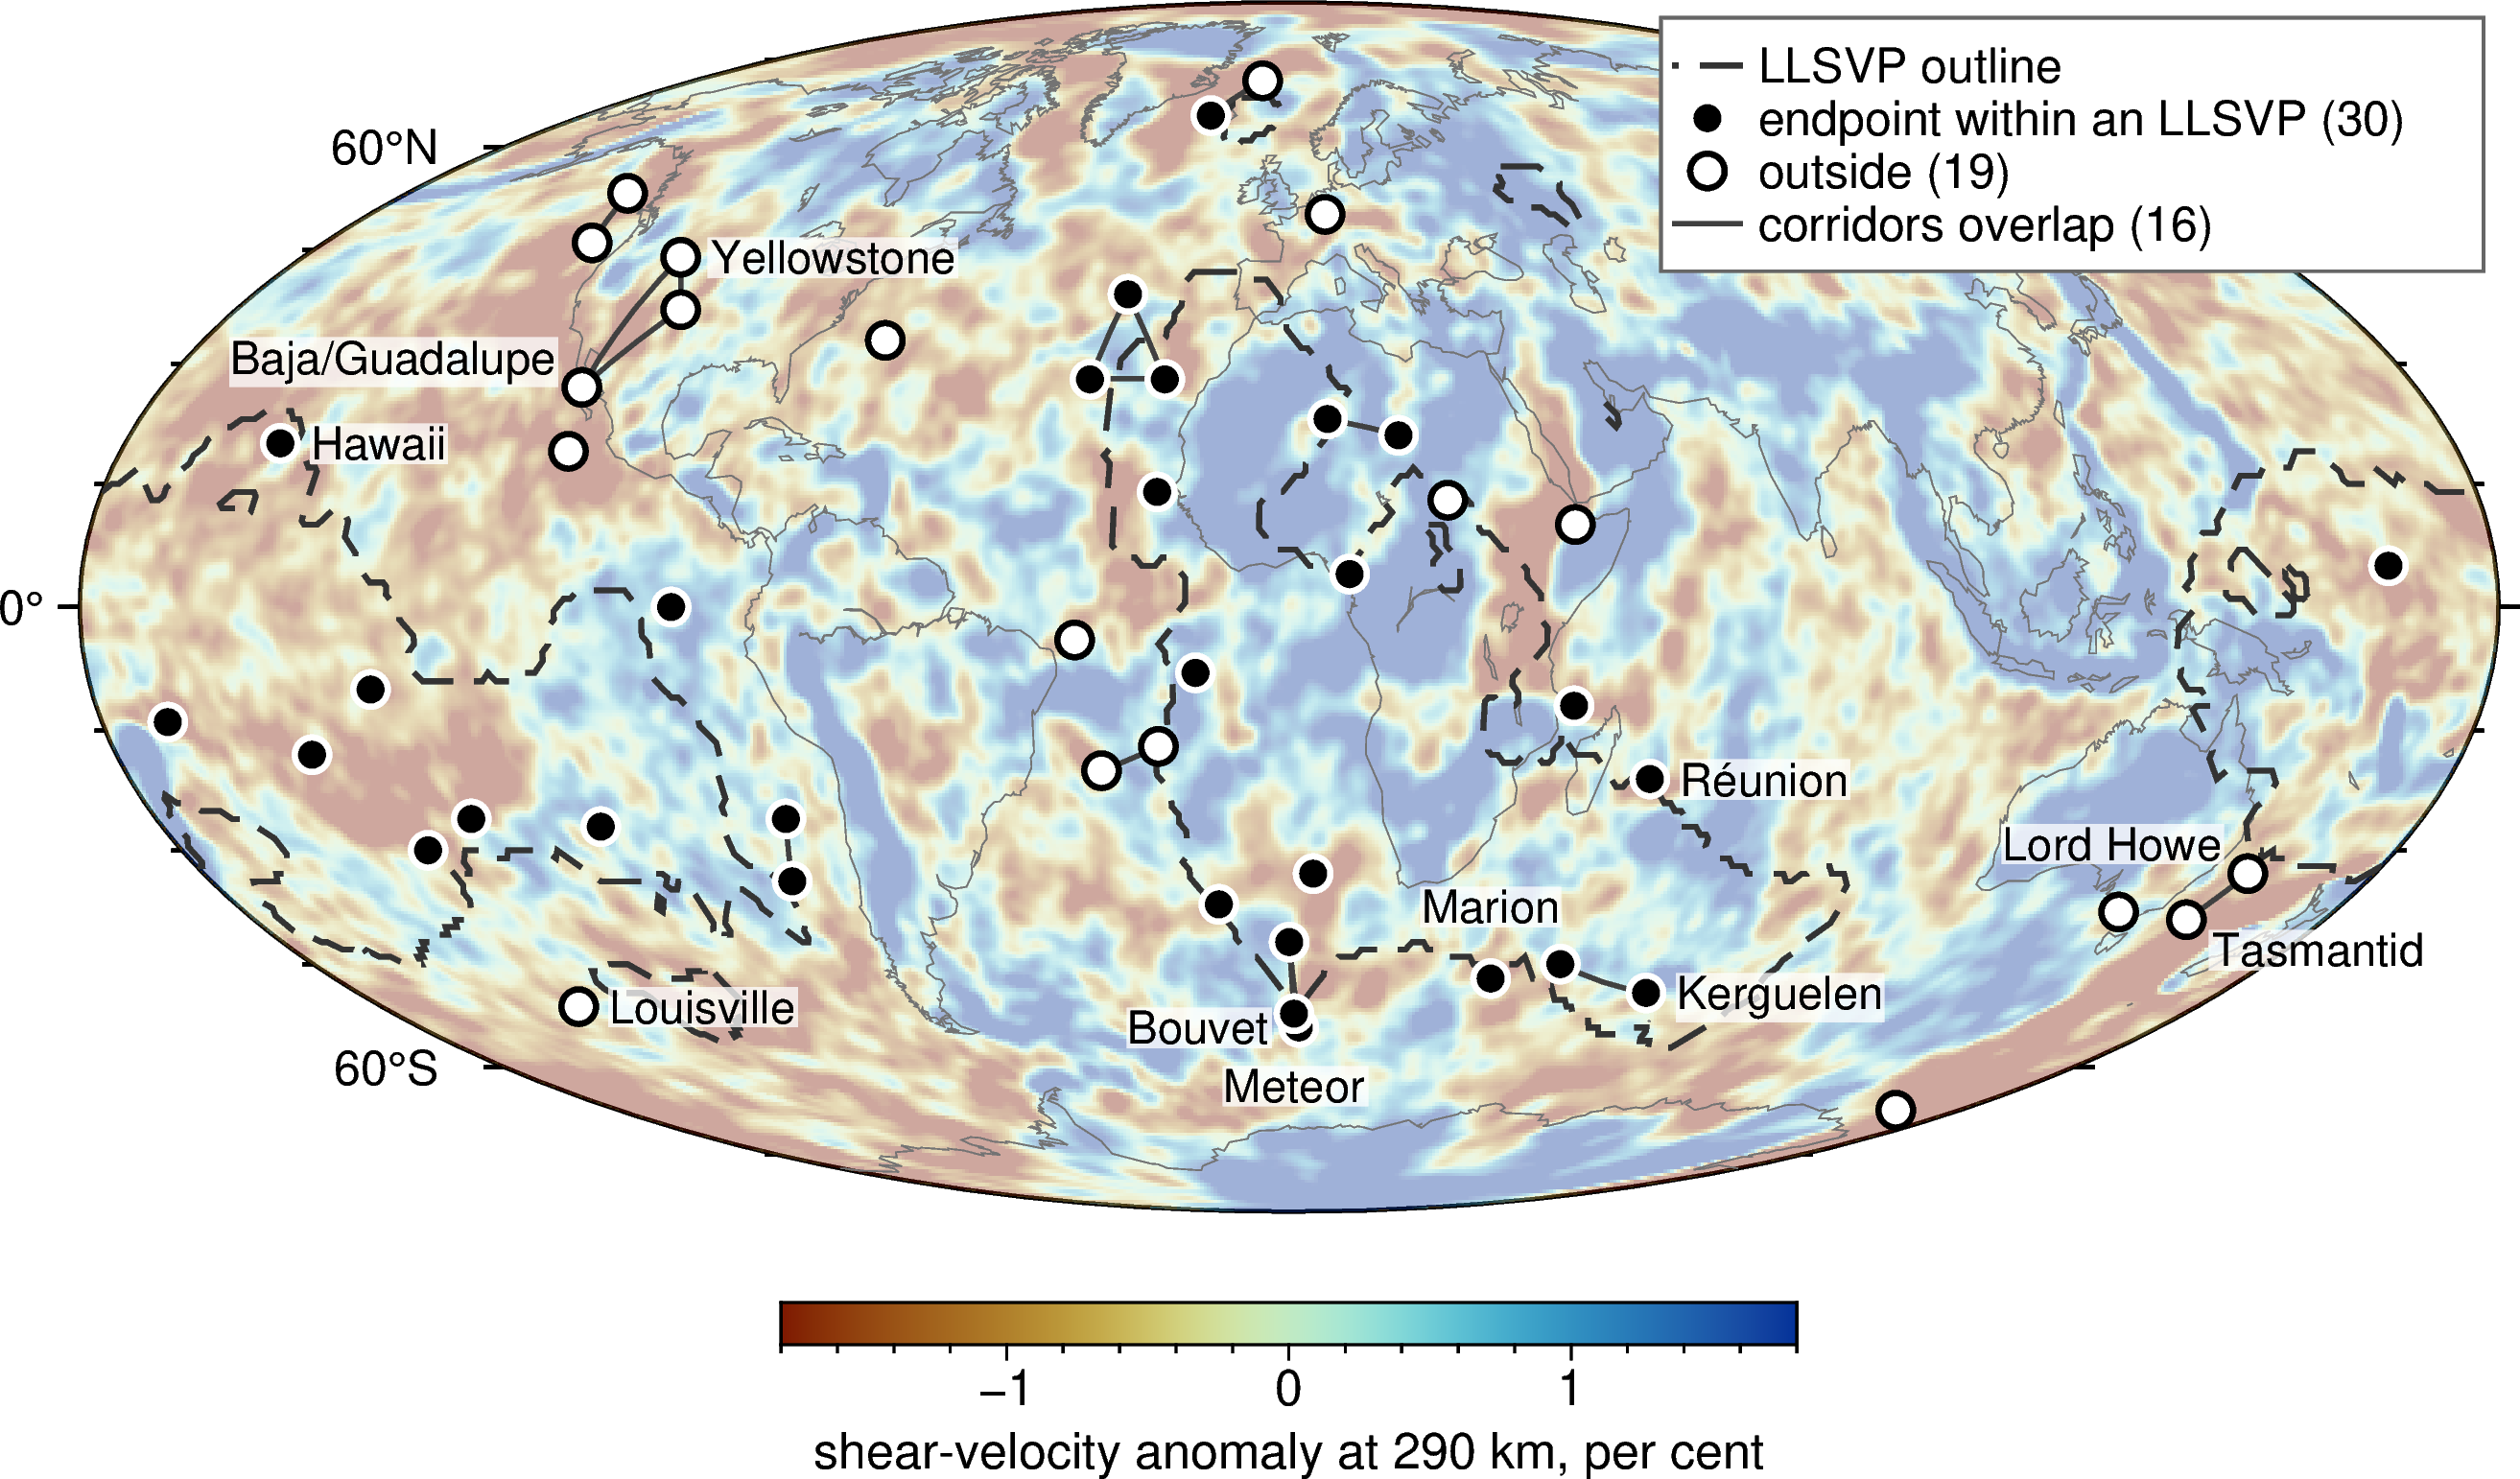 LLSVP outline
endpoint within an LLSVP (30)
outside (19)
corridors overlap (16)
60°N
Yellowstone
Baja/Guadalupe
Hawaii
0°
Réunion
Lord Howe
Marion
Tasmantid
Kerguelen
Louisville
Bouvet
60°S
Meteor
−1 0 1
shear-velocity anomaly at 290 km, per cent